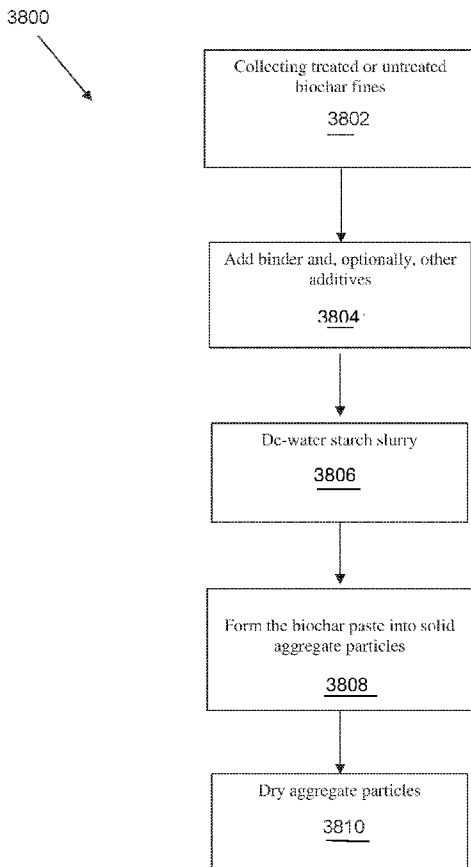 3800
Collecting treated or untreated
biochar fines
3802
Add binder and, optionally, other
additives
3804
De-water starch slurry
3806
Form the biochar paste into solid
aggregate particles
3808
Dry aggregate particles
3810